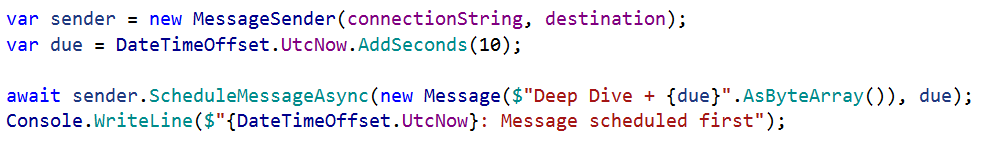 var sender = new MessageSender(connectionString, destination);
var due = DateTimeOffset.UtcNow.AddSeconds(10);
await sender.ScheduleMessageAsync(new Message($"Deep Dive + {due}".AsByteArray()), due);
Console.WriteLine($"{DateTimeOffset.UtcNow}: Message scheduled first");